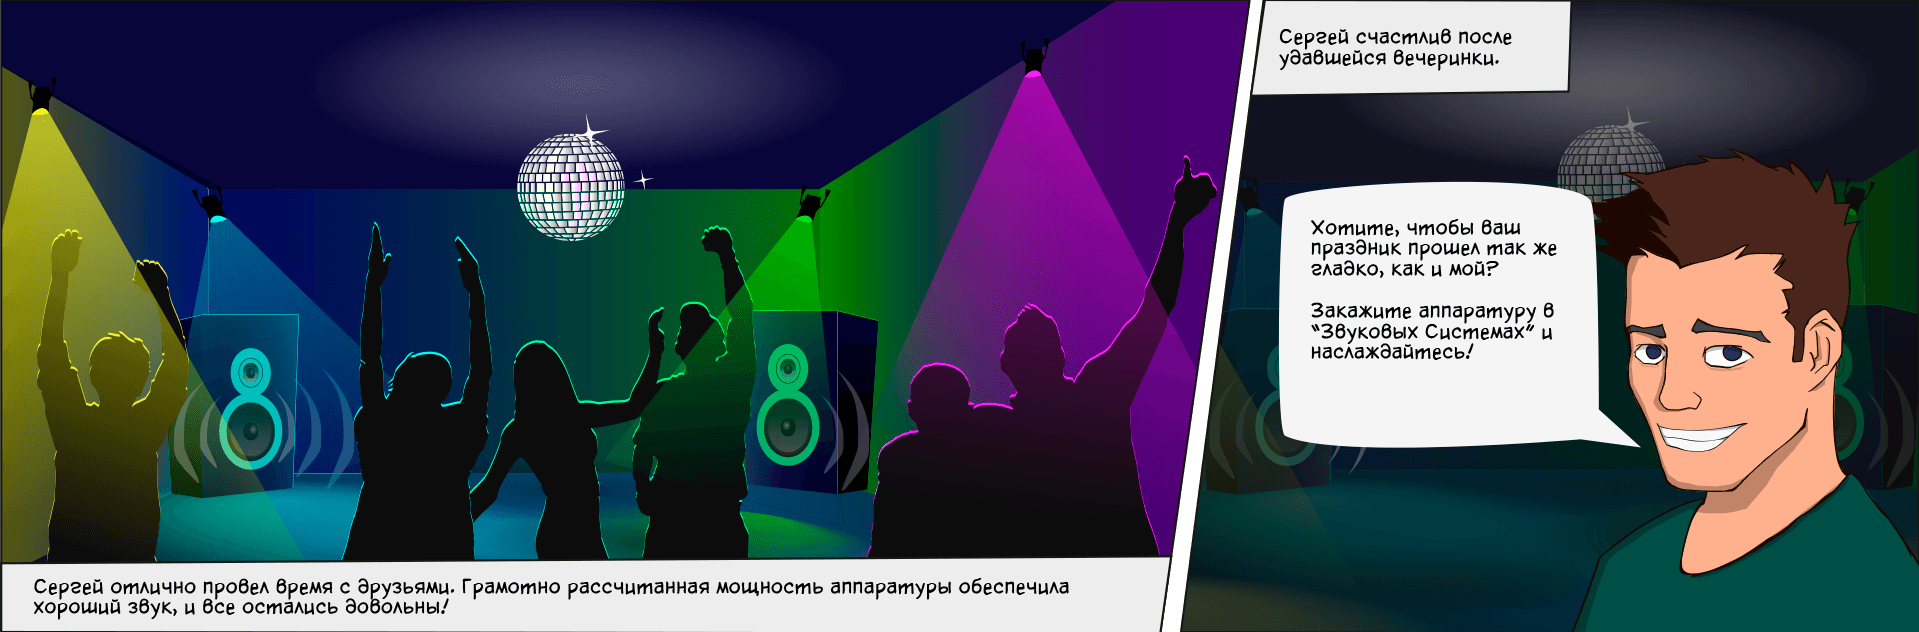 Сергей отлично провел время с друзьями. Грамотно рассчитанная мощность аппаратуры обеспечила
хороший звук, и все остались довольны!
Сергей счастлив после
удавшейся вечеринки.
Хотите, чтобы ваш
праздник прошел так же
гладко, как и мой?
Закажите аппаратуру в
“Звуковых Системах” и
наслаждайтесь!